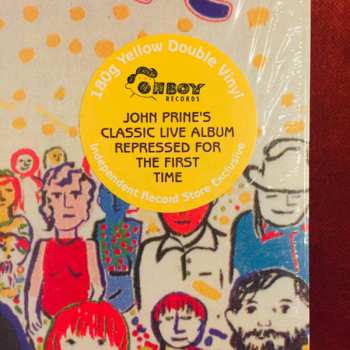 180g Yellow Double Vinyl
OH BOY
RECORDS
JOHN PRINE'S
CLASSIC LIVE ALBUM
REPRESSED FOR
THE FIRST
TIME
Independent Record Store Exclusive